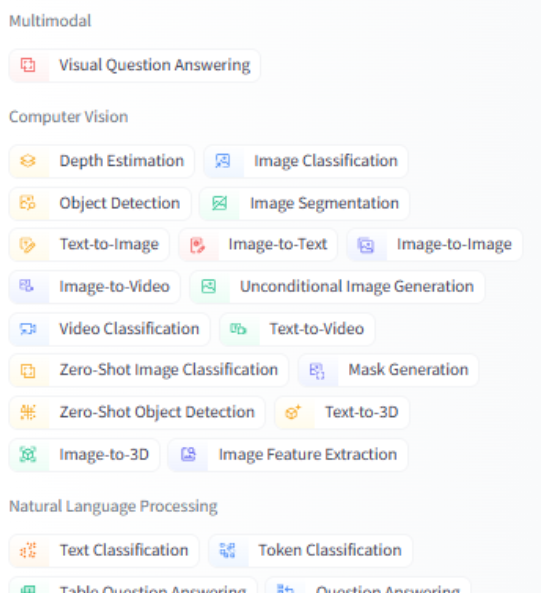 Multimodal
Visual Question Answering
Computer Vision
Depth Estimation Image Classification
Object Detection Image Segmentation
Text-to-Image Image-to-Text Image-to-Image
Image-to-Video Unconditional Image Generation
Video Classification Text-to-Video
Zero-Shot Image Classification Mask Generation
Zero-Shot Object Detection Text-to-3D
Image-to-3D Image Feature Extraction
Natural Language Processing
Text Classification Token Classification
Table Question Answering Question Answering